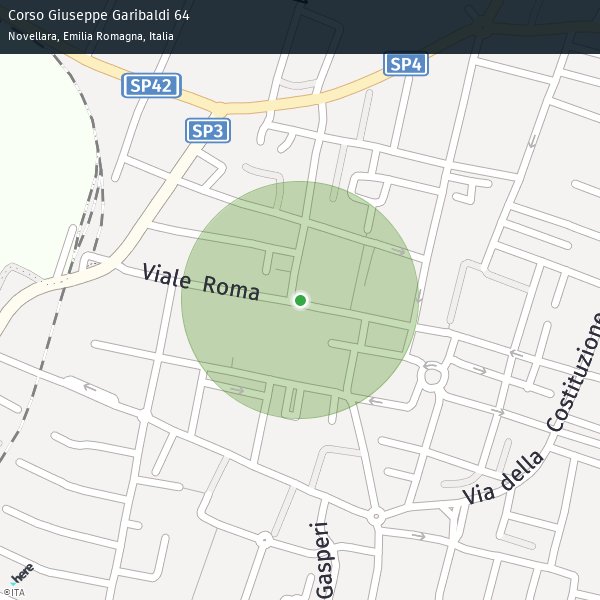 Corso Giuseppe Garibaldi 64
Novellara, Emilia Romagna, Italia
SP4
SP42
SP3
Viale Roma
Costituzione
Via della
Gasperi
here
©ITA